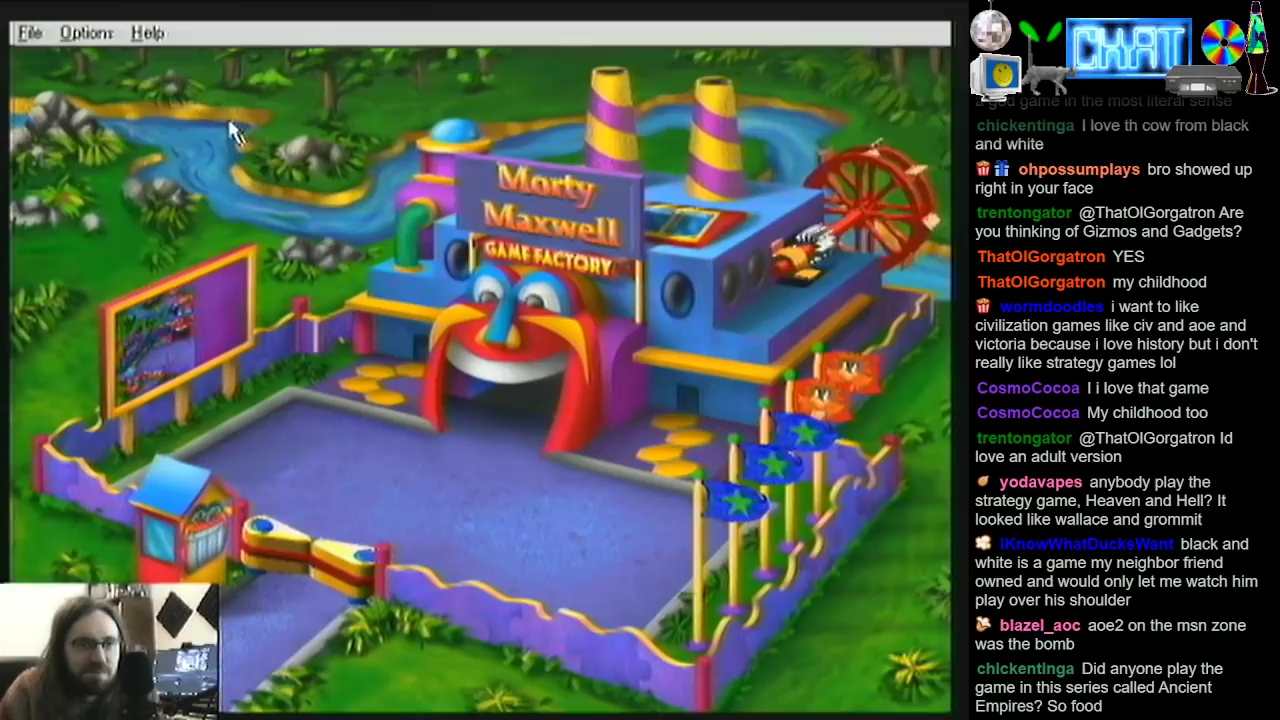 File Options Help
Morty
Maxwell
GAME FACTORY
CHAT
a god game in the most literal sense
chickentinga I love th cow from black
and white
ohpossumplays bro showed up
right in your face
trentongator @ThatOlGorgatron Are
you thinking of Gizmos and Gadgets?
ThatOlGorgatron YES
ThatOlGorgatron my childhood
wormdoodles i want to like
civilization games like civ and aoe and
victoria because i love history but i don't
really like strategy games lol
CosmoCocoa I i love that game
CosmoCocoa My childhood too
trentongator @ThatOlGorgatron Id
love an adult version
yodavapes anybody play the
strategy game, Heaven and Hell? It
looked like wallace and grommit
iKnowWhatDucksWant black and
white is a game my neighbor friend
owned and would only let me watch him
play over his shoulder
blazel_aoc aoe2 on the msn zone
was the bomb
chickentinga Did anyone play the
game in this series called Ancient
Empires? So food